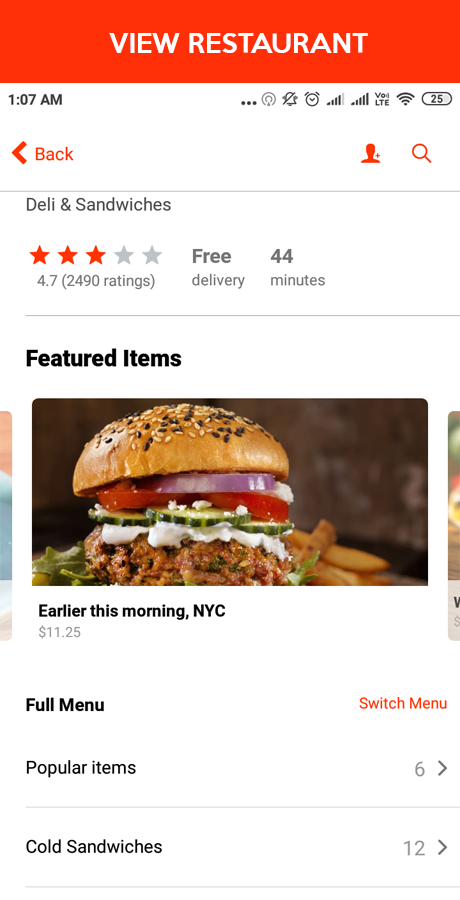 VIEW RESTAURANT
1:07 AM
Vo
LTE
25
Back
Deli & Sandwiches
Free
44
4.7 (2490 ratings)
delivery
minutes
Featured Items
Earlier this morning, NYC
$11.25
W
$
Full Menu
Switch Menu
Popular items
6
Cold Sandwiches
12